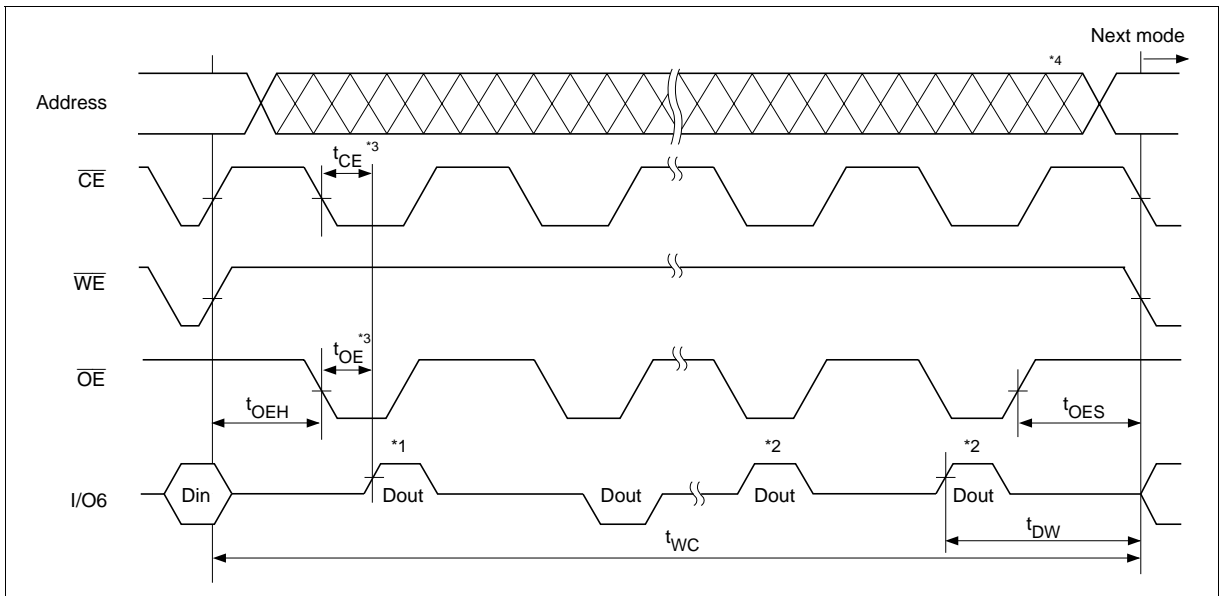 Next mode
*4
Address
tCE *3
CE
WE
tOE *3
OE
tOEH
tOES
*1
*2
*2
I/O6
Din
Dout
Dout
Dout
Dout
tDW
tWC